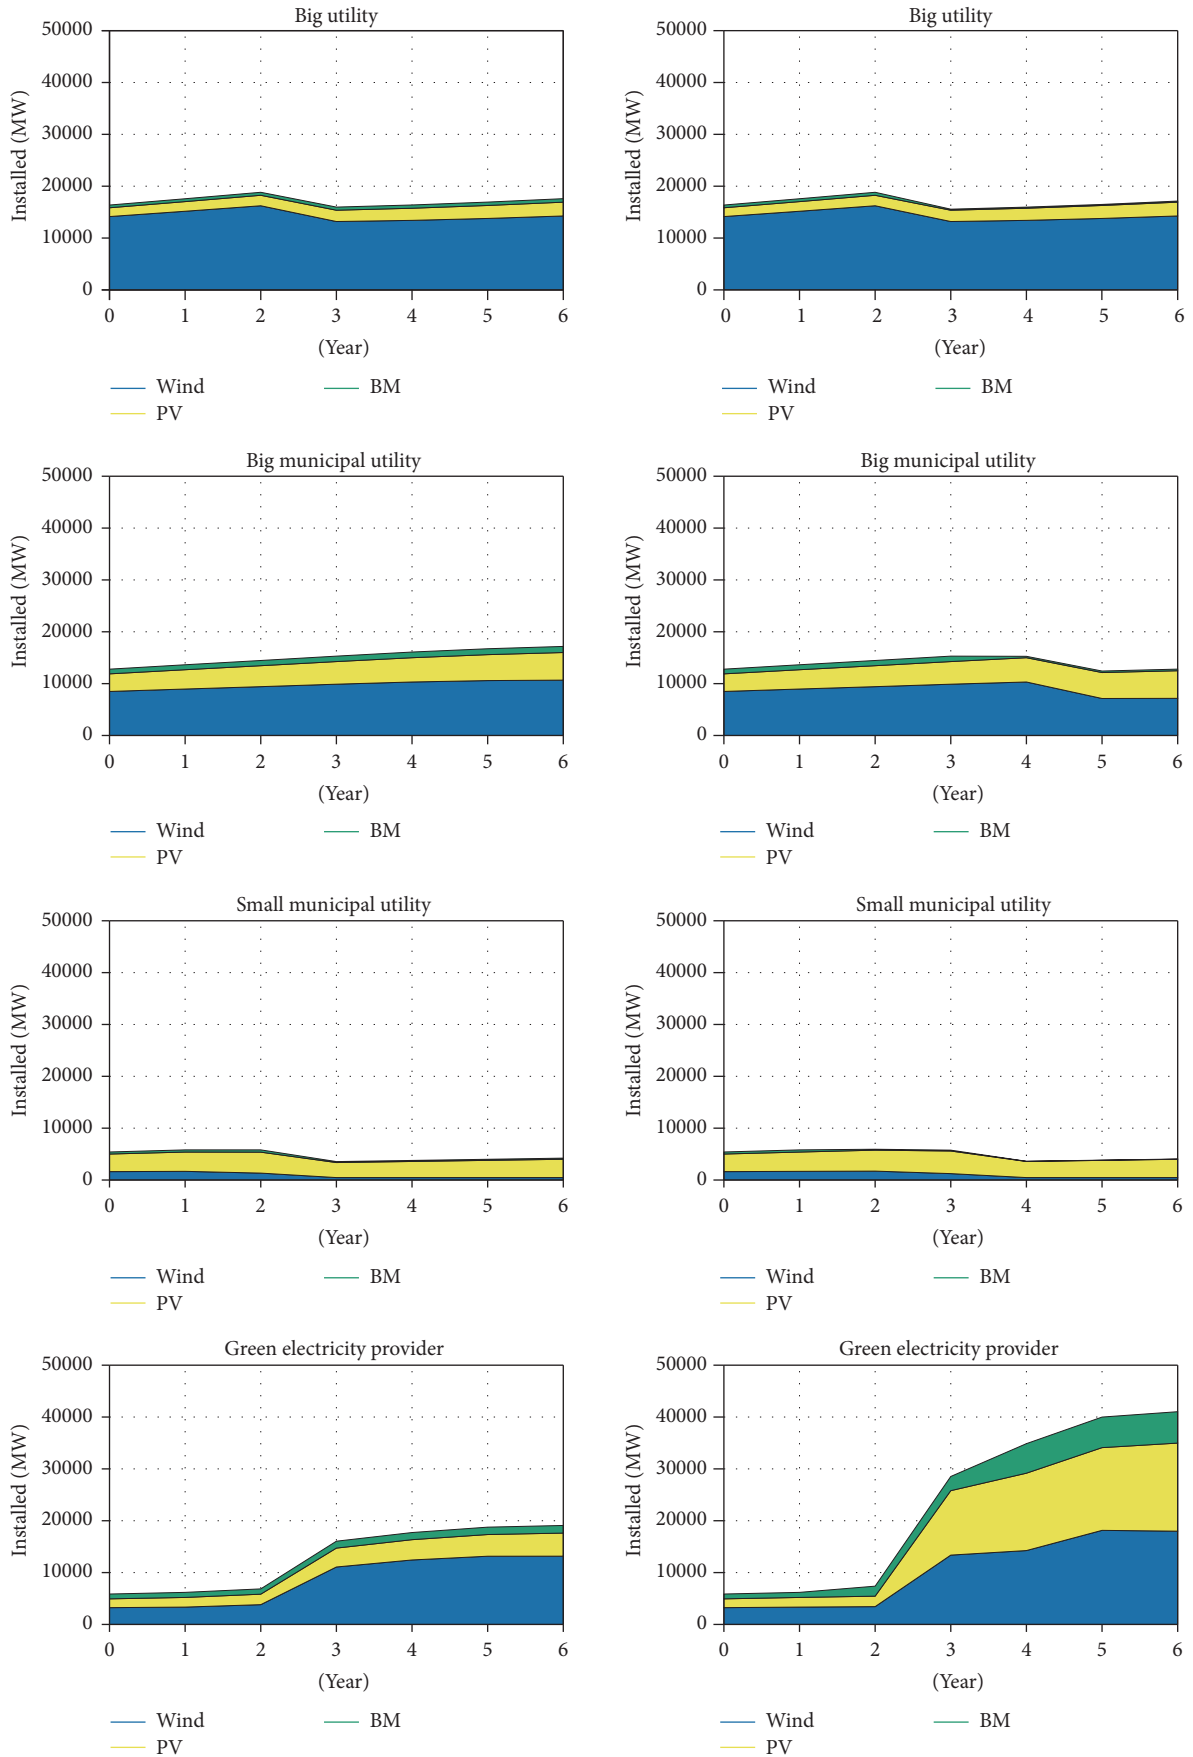 Big utility
50000
40000
30000
20000
10000
0
Installed (MW)
0 1 2 3 4 5 6
(Year)
Wind BM
PV
Big utility
50000
40000
30000
20000
10000
0
Installed (MW)
0 1 2 3 4 5 6
(Year)
Wind BM
PV
Big municipal utility
50000
40000
30000
20000
10000
0
Installed (MW)
0 1 2 3 4 5 6
(Year)
Wind BM
PV
Big municipal utility
50000
40000
30000
20000
10000
0
Installed (MW)
0 1 2 3 4 5 6
(Year)
Wind BM
PV
Small municipal utility
50000
40000
30000
20000
10000
0
Installed (MW)
0 1 2 3 4 5 6
(Year)
Wind BM
PV
Small municipal utility
50000
40000
30000
20000
10000
0
Installed (MW)
0 1 2 3 4 5 6
(Year)
Wind BM
PV
Green electricity provider
50000
40000
30000
20000
10000
0
Installed (MW)
0 1 2 3 4 5 6
(Year)
Wind BM
PV
Green electricity provider
50000
40000
30000
20000
10000
0
Installed (MW)
0 1 2 3 4 5 6
(Year)
Wind BM
PV